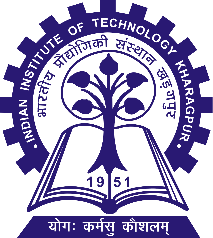 •INDIAN INSTITUTE OF TECHNOLOGY KHARAGPUR•
भारतीय प्रौद्योगिकी संस्थान खड़गपुर
1951
योगः कर्मसु कौशलम्